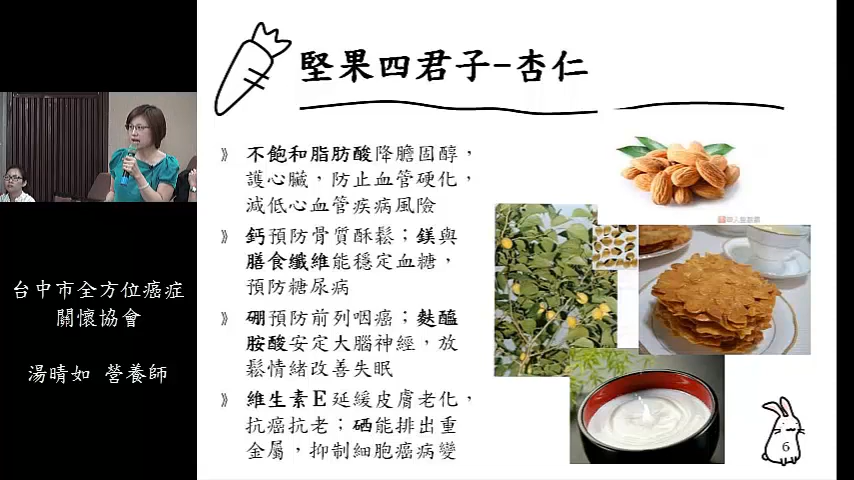 堅果四君子-杏仁
》 不飽和脂肪酸降膽固醇，
護心臟，防止血管硬化，
減低心血管疾病風險
》 鈣預防骨質酥鬆；鎂與
膳食纖維能穩定血糖，
預防糖尿病
》 硼預防前列咽癌；麩醯
胺酸安定大腦神經，放
鬆情緒改善失眠
》 維生素E延緩皮膚老化，
抗癌抗老；硒能排出重
金屬，抑制細胞癌病變
台中市全方位癌症
關懷協會
湯晴如 營養師
6